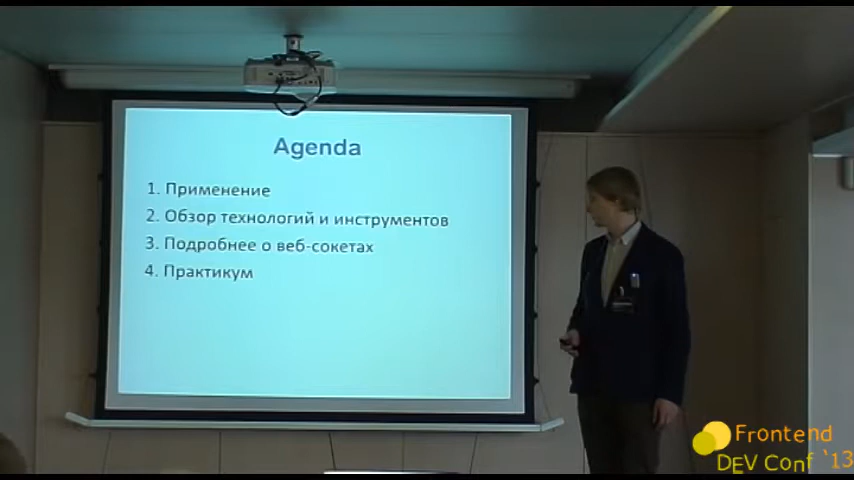 Agenda
1. Применение
2. Обзор технологий и инструментов
3. Подробнее о веб-сокетах
4. Практикум
Frontend
DEV Conf `13